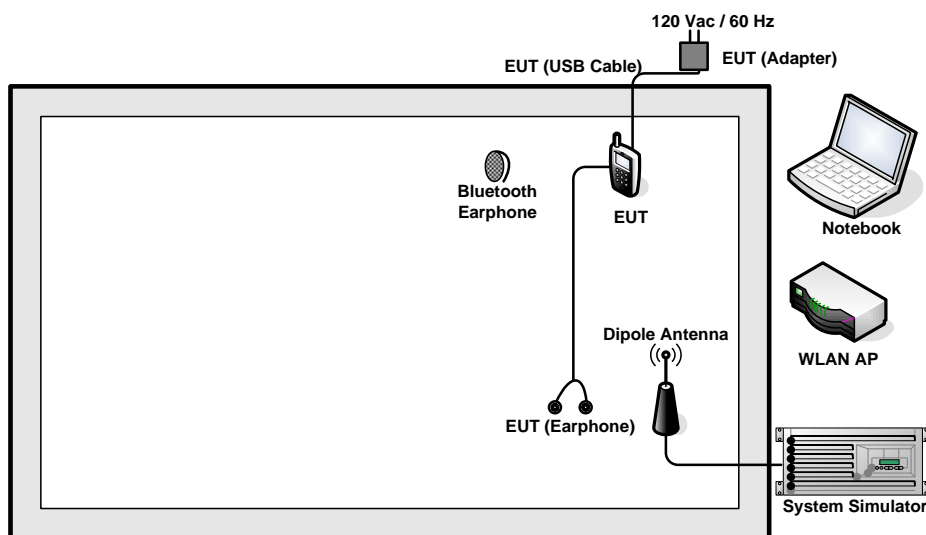 120 Vac / 60 Hz
EUT (USB Cable)
EUT (Adapter)
Bluetooth
Earphone
EUT
Notebook
Dipole Antenna
WLAN AP
EUT (Earphone)
System Simulator